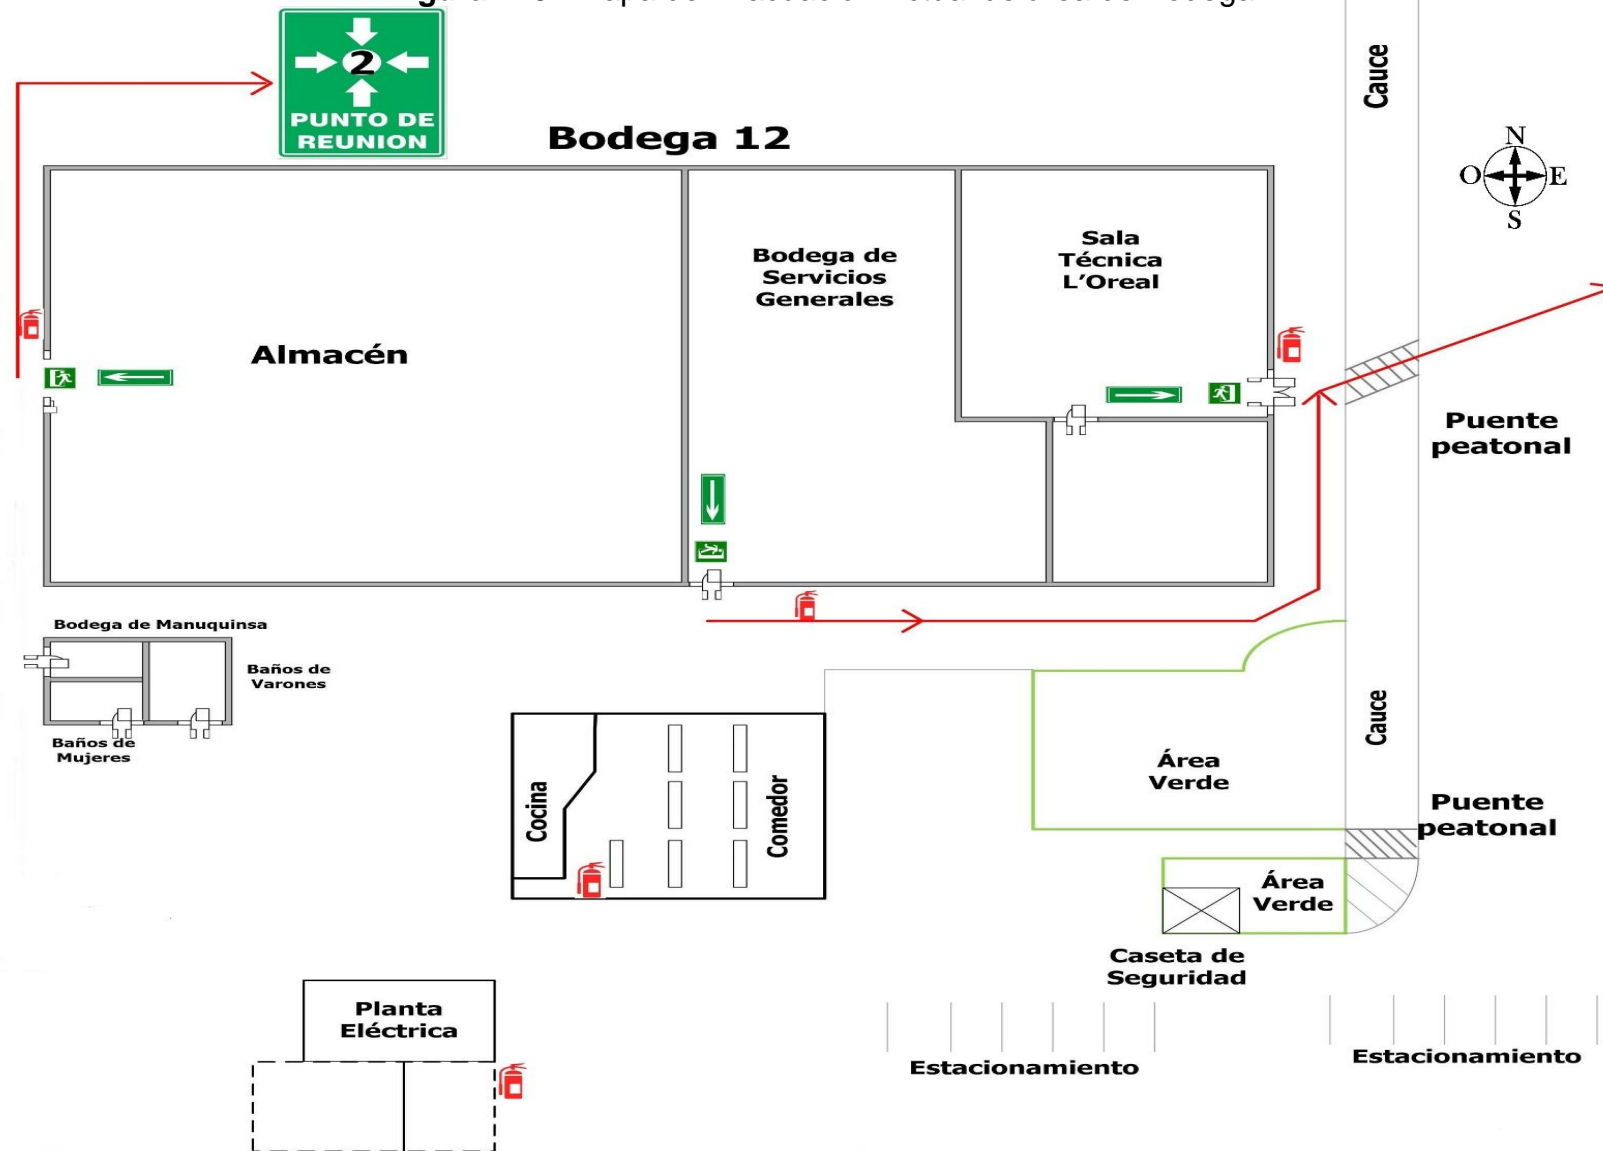 Cauce
2
PUNTO DE
REUNION
Bodega 12
N
O
E
S
Sala
Técnica
L'Oreal
Bodega de
Servicios
Generales
Almacén
Puente
peatonal
Bodega de Manuquinsa
Baños de
Varones
Baños de
Mujeres
Cauce
Cocina
Comedor
Área
Verde
Puente
peatonal
Área
Verde
Caseta de
Seguridad
Planta
Eléctrica
Estacionamiento
Estacionamiento